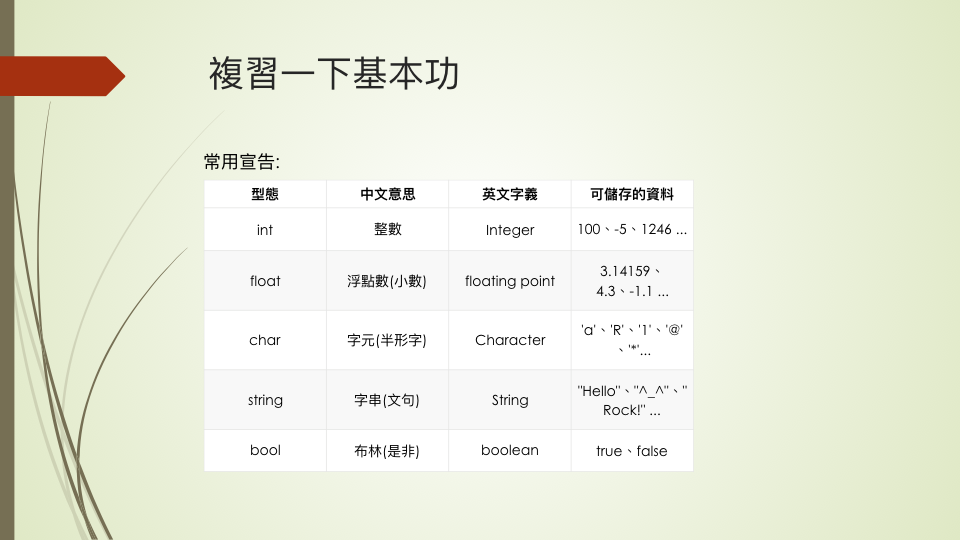 複習一下基本功
常用宣告:
型態 中文意思 英文字義 可儲存的資料
int 整數 Integer 100、-5、1246 ...
float 浮點數(小數) floating point 3.14159、
4.3、-1.1 ...
char 字元(半形字) Character 'a'、'R'、'1'、'@'
、'*'...
string 字串(文句) String "Hello"、"^_^"、"
Rock!" ...
bool 布林(是非) boolean true、false